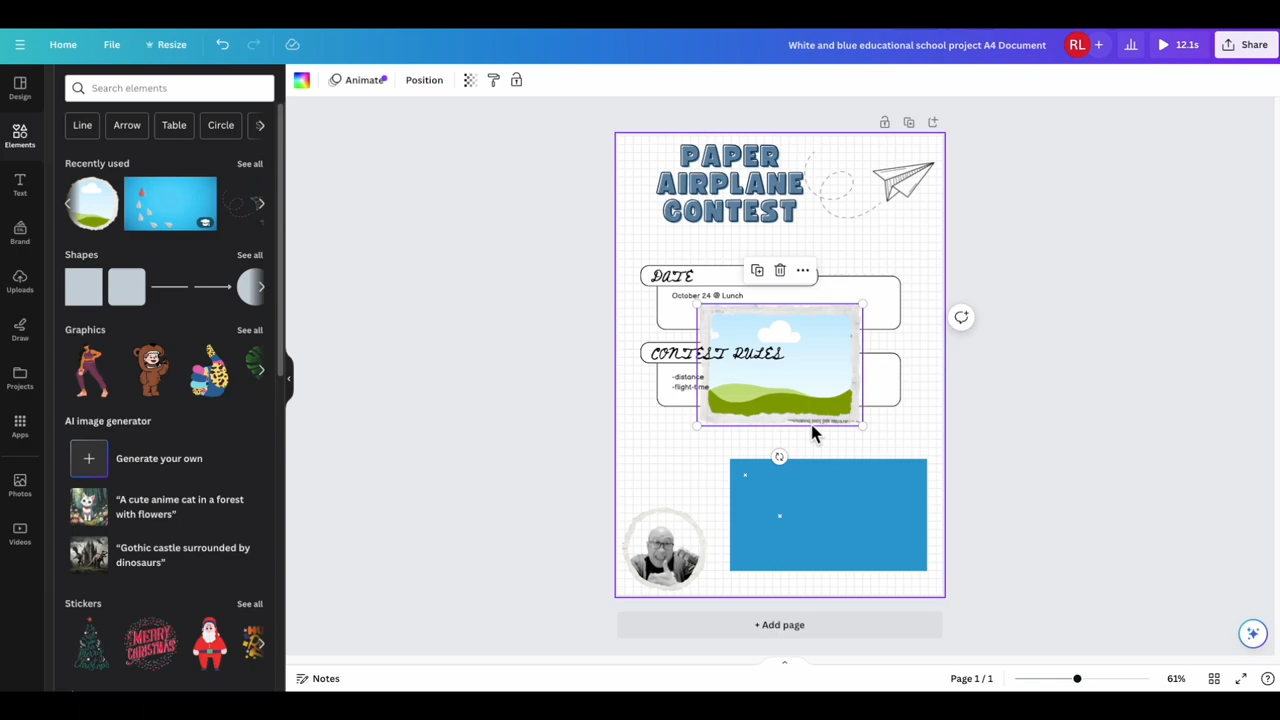 Home File Resize White and blue educational school project A4 Document RL 12.1s Share
Design
Elements
Text
Brand
Uploads
Draw
Projects
Apps
Photos
Videos
Search elements
Line Arrow Table Circle
Recently used See all
Shapes See all
Graphics See all
AI image generator
Generate your own
“A cute anime cat in a forest
with flowers”
“Gothic castle surrounded by
dinosaurs”
Stickers See all
MERRY
CHRISTMAS
Animate Position
PAPER
AIRPLANE
CONTEST
DATE
October 24 @ Lunch
CONTEST RULES
-distance
-flight-time
+ Add page
Notes Page 1 / 1 61%